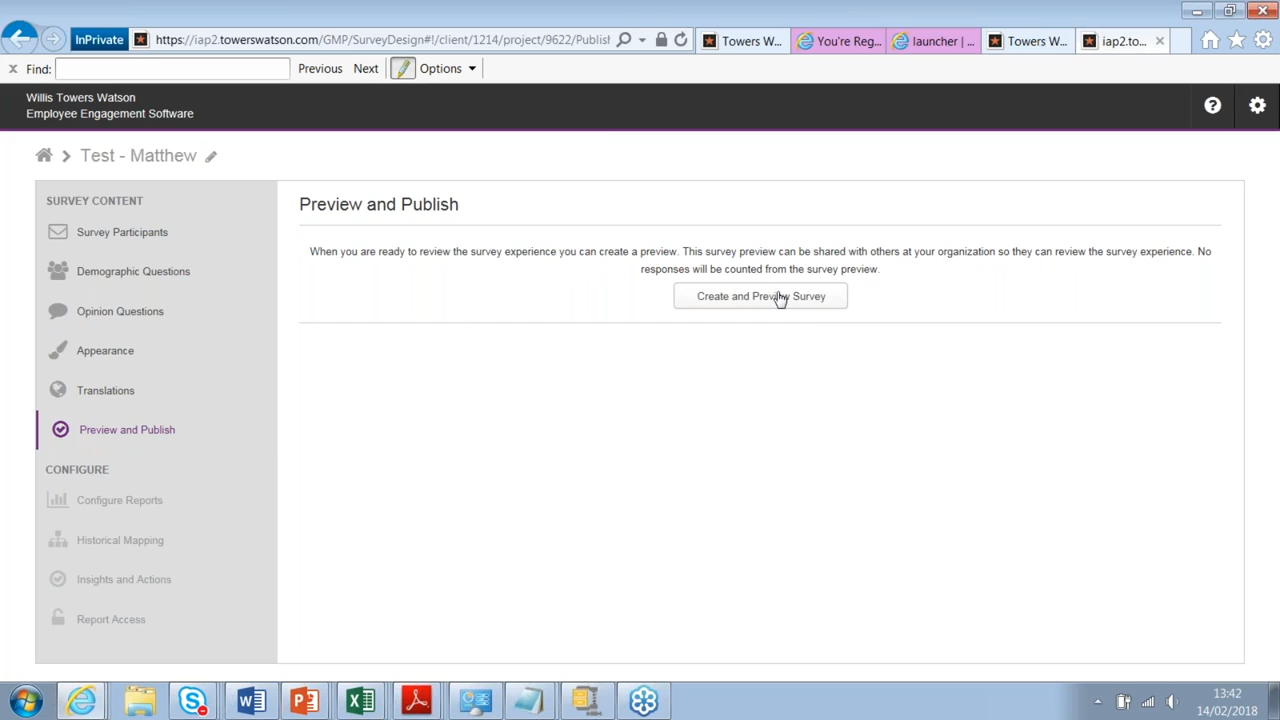 InPrivate
https://iap2.towerswatson.com/GMP/SurveyDesign#!/client/1214/project/9622/Publish
Towers W...
You're Reg...
launcher | ...
Towers W...
iap2.to...
x Find:
Previous Next Options
Willis Towers Watson
Employee Engagement Software
Test - Matthew
SURVEY CONTENT
Survey Participants
Demographic Questions
Opinion Questions
Appearance
Translations
Preview and Publish
CONFIGURE
Configure Reports
Historical Mapping
Insights and Actions
Report Access
Preview and Publish
When you are ready to review the survey experience you can create a preview. This survey preview can be shared with others at your organization so they can review the survey experience. No
responses will be counted from the survey preview.
Create and Preview Survey
13:42
14/02/2018